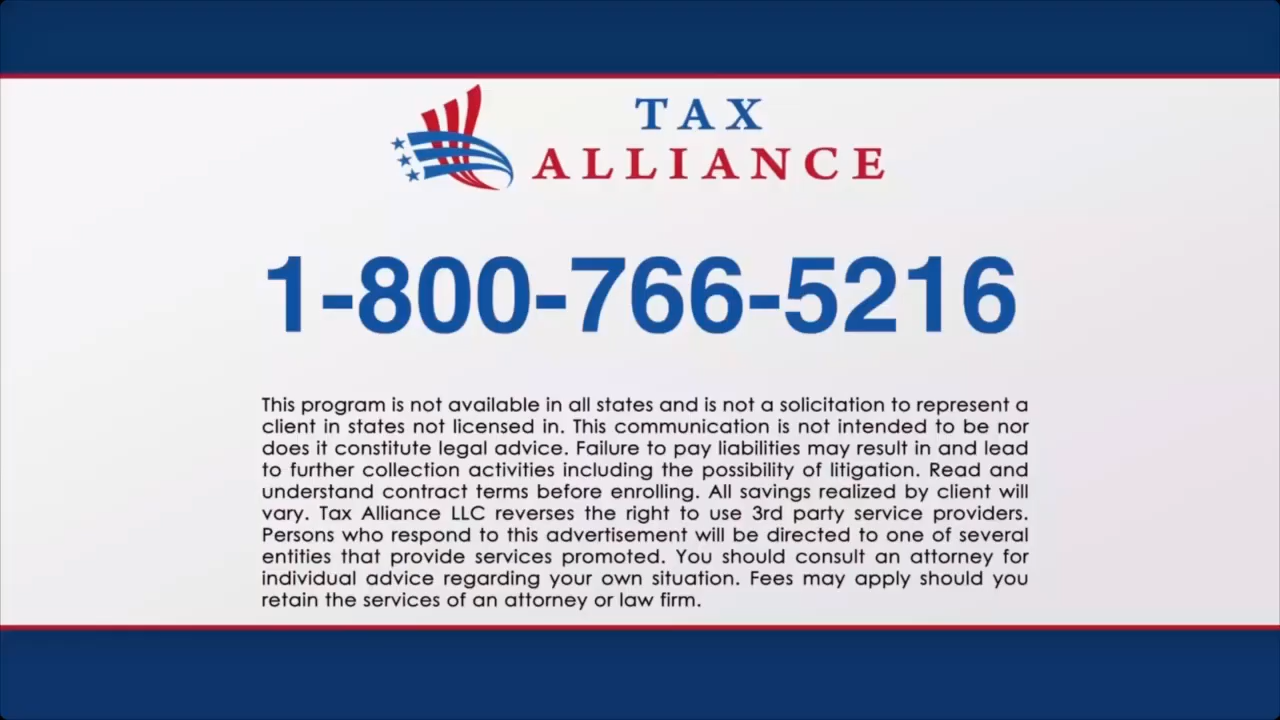 TAX
ALLIANCE
1-800-766-5216
This program is not available in all states and is not a solicitation to represent a
client in states not licensed in. This communication is not intended to be nor
does it constitute legal advice. Failure to pay liabilities may result in and lead
to further collection activities including the possibility of litigation. Read and
understand contract terms before enrolling. All savings realized by client will
vary. Tax Alliance LLC reverses the right to use 3rd party service providers.
Persons who respond to this advertisement will be directed to one of several
entities that provide services promoted. You should consult an attorney for
individual advice regarding your own situation. Fees may apply should you
retain the services of an attorney or law firm.